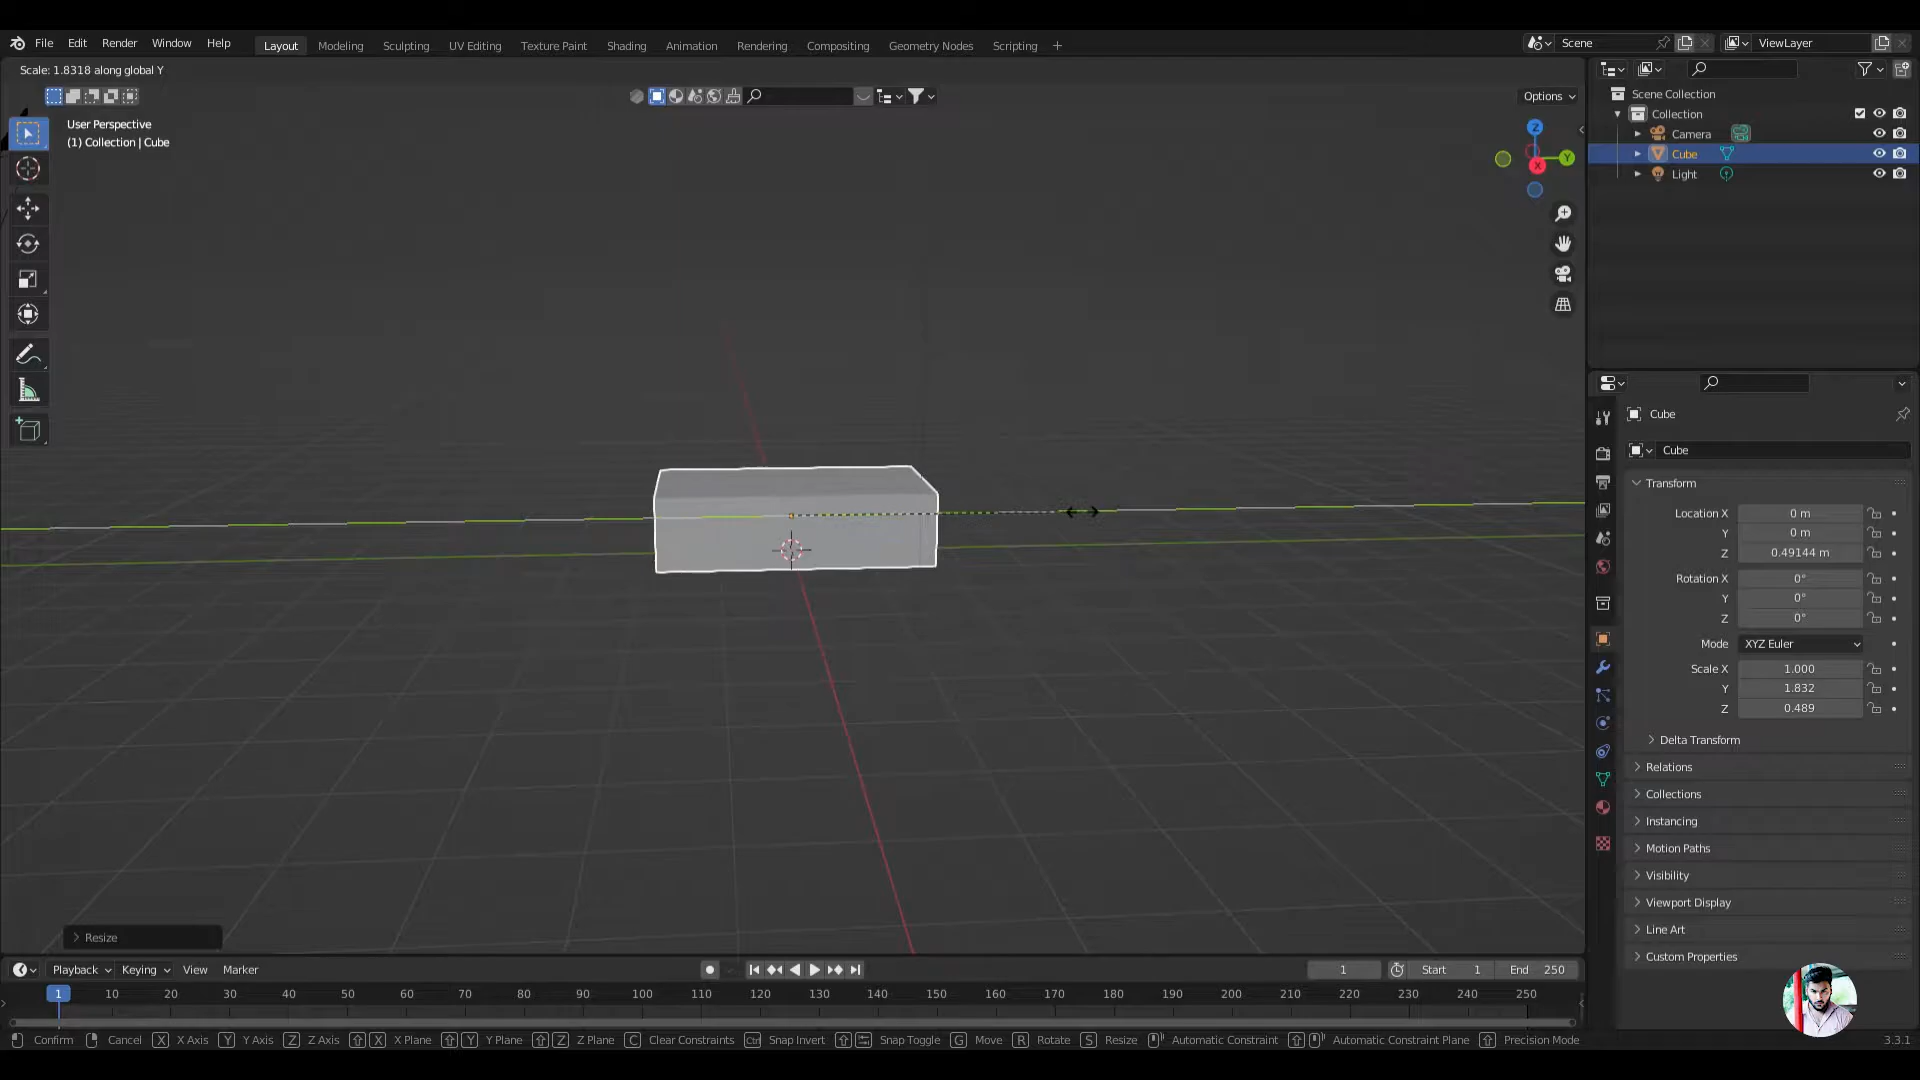 File Edit Render Window Help Layout Modeling Sculpting UV Editing Texture Paint Shading Animation Rendering Compositing Geometry Nodes Scripting + Scene ViewLayer
Scale: 1.8318 along global Y
Options
User Perspective
(1) Collection | Cube
Z
Y
X
Scene Collection
Collection
Camera
Cube
Light
Cube
Cube
Transform
Location X 0 m
Y 0 m
Z 0.49144 m
Rotation X 0°
Y 0°
Z 0°
Mode XYZ Euler
Scale X 1.000
Y 1.832
Z 0.489
Delta Transform
Relations
Collections
Instancing
Motion Paths
Visibility
Viewport Display
Line Art
Custom Properties
Resize
Playback Keying View Marker 1 Start 1 End 250
1 10 20 30 40 50 60 70 80 90 100 110 120 130 140 150 160 170 180 190 200 210 220 230 240 250
Confirm Cancel X X Axis Y Y Axis Z Z Axis X X Plane Y Y Plane Z Z Plane C Clear Constraints Ctrl Snap Invert Snap Toggle G Move R Rotate S Resize Automatic Constraint Automatic Constraint Plane Precision Mode 3.3.1